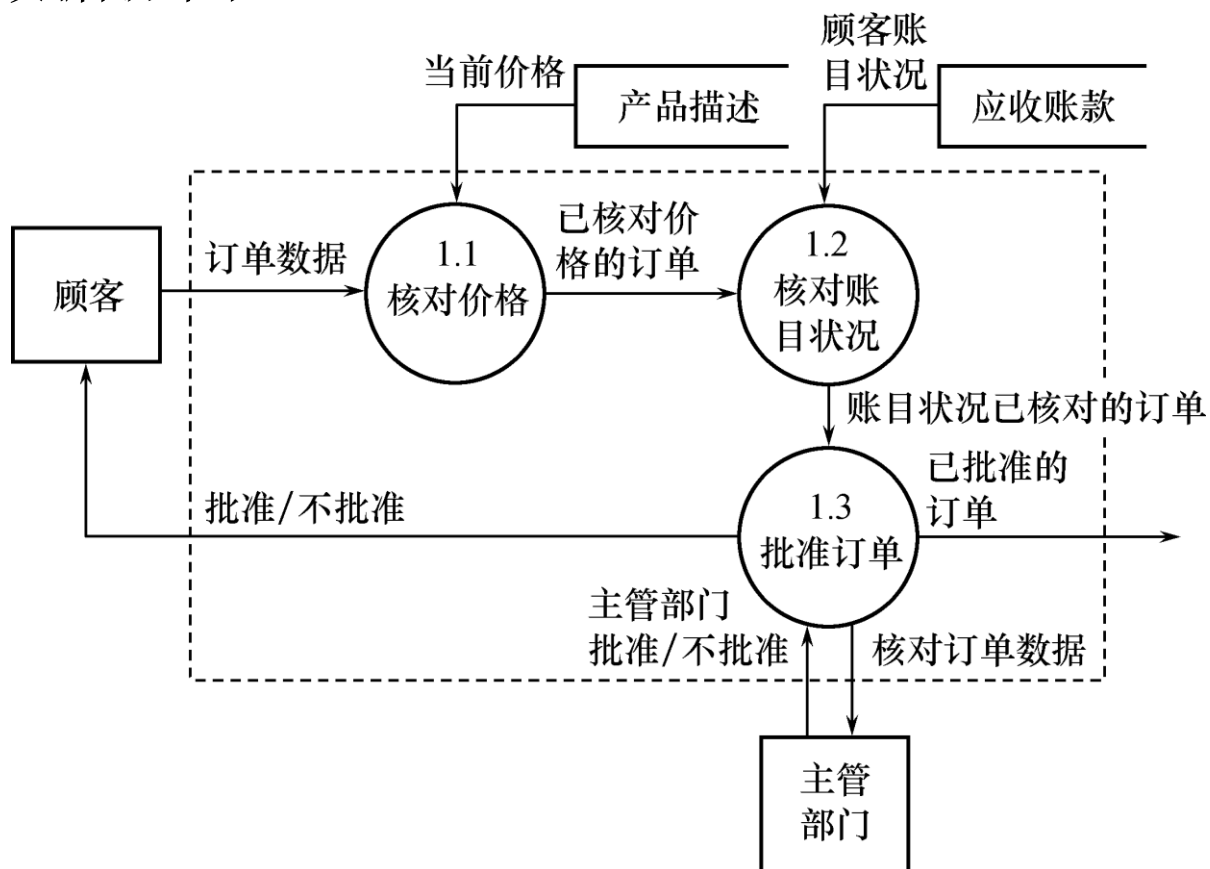 顾客账
目状况
当前价格
产品描述
应收账款
顾客
订单数据
1.1
核对价格
已核对价
格的订单
1.2
核对账
目状况
账目状况已核对的订单
批准/不批准
1.3
批准订单
已批准的
订单
主管部门
批准/不批准
核对订单数据
主管
部门